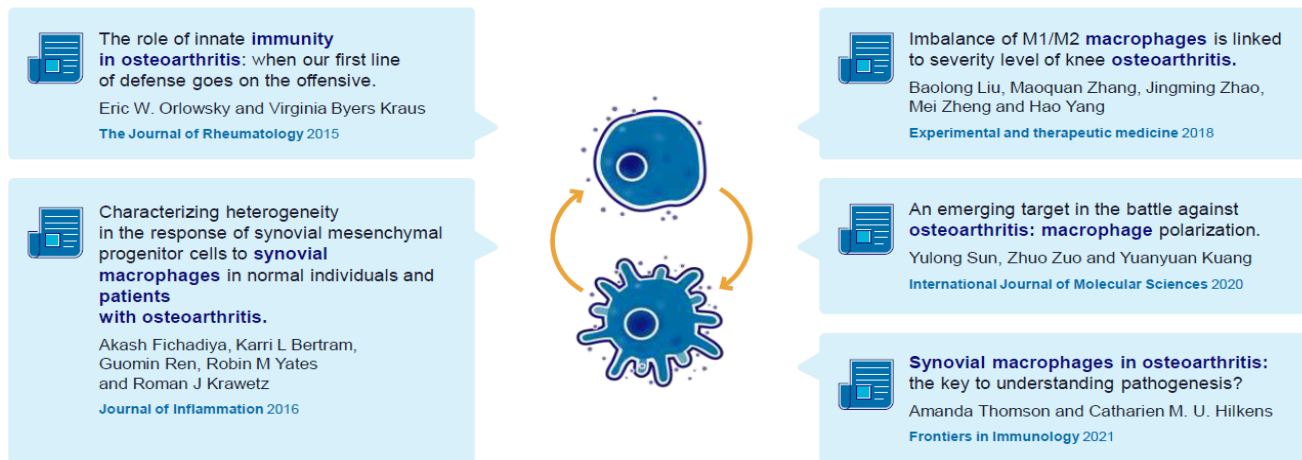 The role of innate immunity
in osteoarthritis: when our first line
of defense goes on the offensive.
Eric W. Orlowsky and Virginia Byers Kraus
The Journal of Rheumatology 2015
Characterizing heterogeneity
in the response of synovial mesenchymal
progenitor cells to synovial
macrophages in normal individuals and
patients
with osteoarthritis.
Akash Fichadiya, Karri L Bertram,
Guomin Ren, Robin M Yates
and Roman J Krawetz
Journal of Inflammation 2016
Imbalance of M1/M2 macrophages is linked
to severity level of knee osteoarthritis.
Baolong Liu, Maoquan Zhang, Jingming Zhao,
Mei Zheng and Hao Yang
Experimental and therapeutic medicine 2018
An emerging target in the battle against
osteoarthritis: macrophage polarization.
Yulong Sun, Zhuo Zuo and Yuanyuan Kuang
International Journal of Molecular Sciences 2020
Synovial macrophages in osteoarthritis:
the key to understanding pathogenesis?
Amanda Thomson and Catharien M. U. Hilkens
Frontiers in Immunology 2021